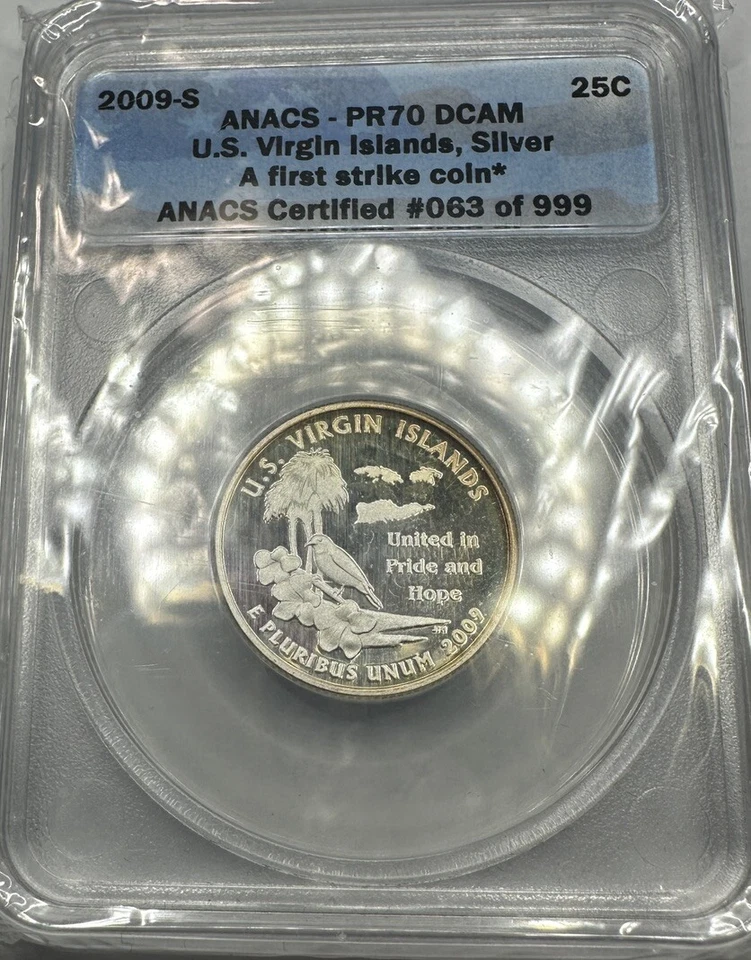 2009-S 25C
ANACS - PR70 DCAM
U.S. Virgin Islands, Silver
A first strike coin*
ANACS Certified #063 of 999
U.S. VIRGIN ISLANDS
United in
Pride and
Hope
E PLURIBUS UNUM 2009